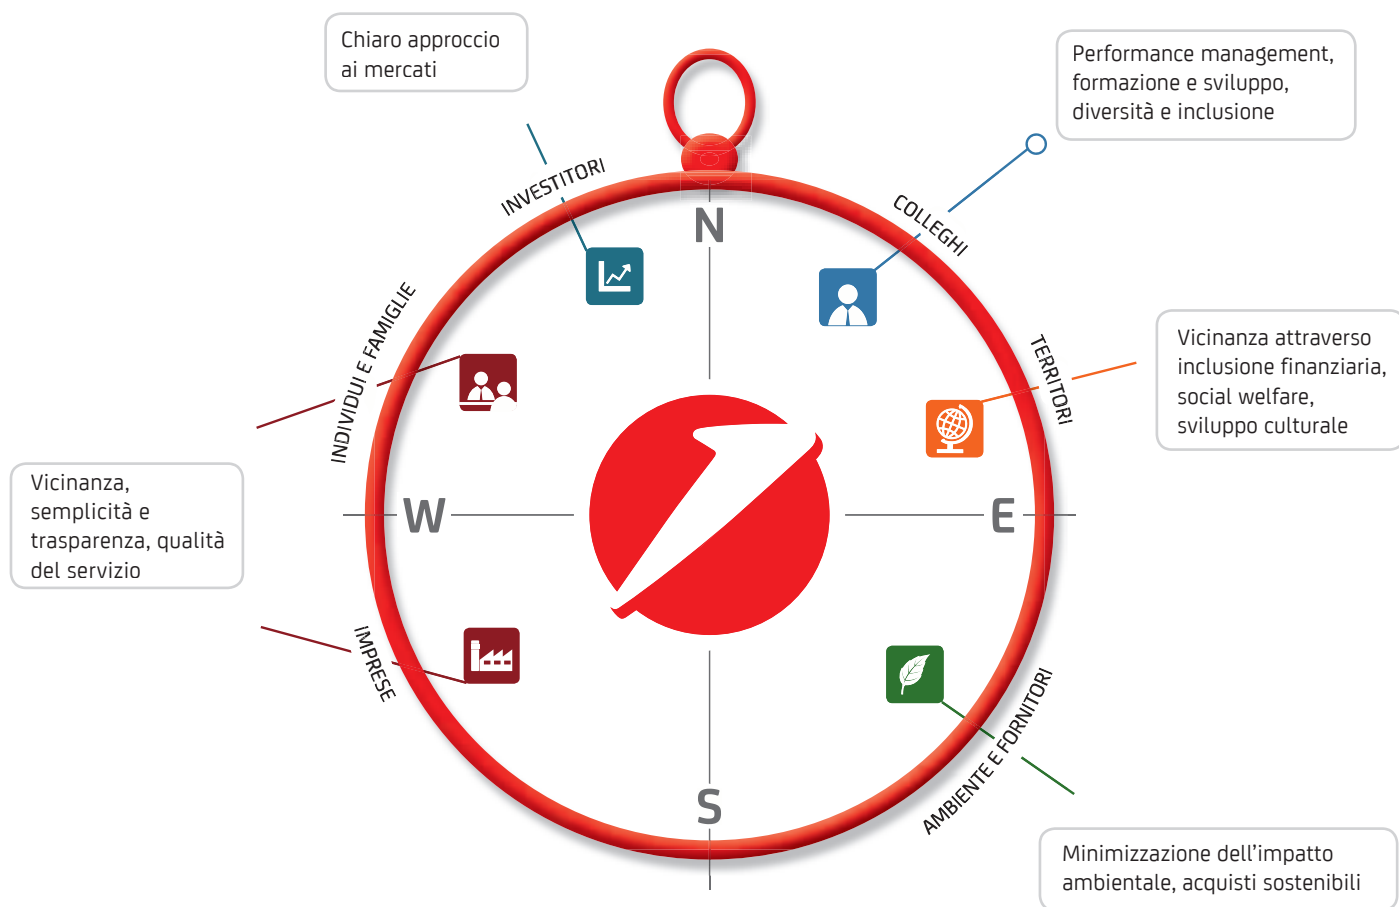 Chiaro approccio
ai mercati
Performance management,
formazione e sviluppo,
diversità e inclusione
INVESTITORI
COLLEGHI
N
INDIVIDUI E FAMIGLIE
TERRITORI
Vicinanza attraverso
inclusione finanziaria,
social welfare,
sviluppo culturale
Vicinanza,
semplicità e
trasparenza, qualità
del servizio
W
E
IMPRESE
AMBIENTE E FORNITORI
S
Minimizzazione dell’impatto
ambientale, acquisti sostenibili